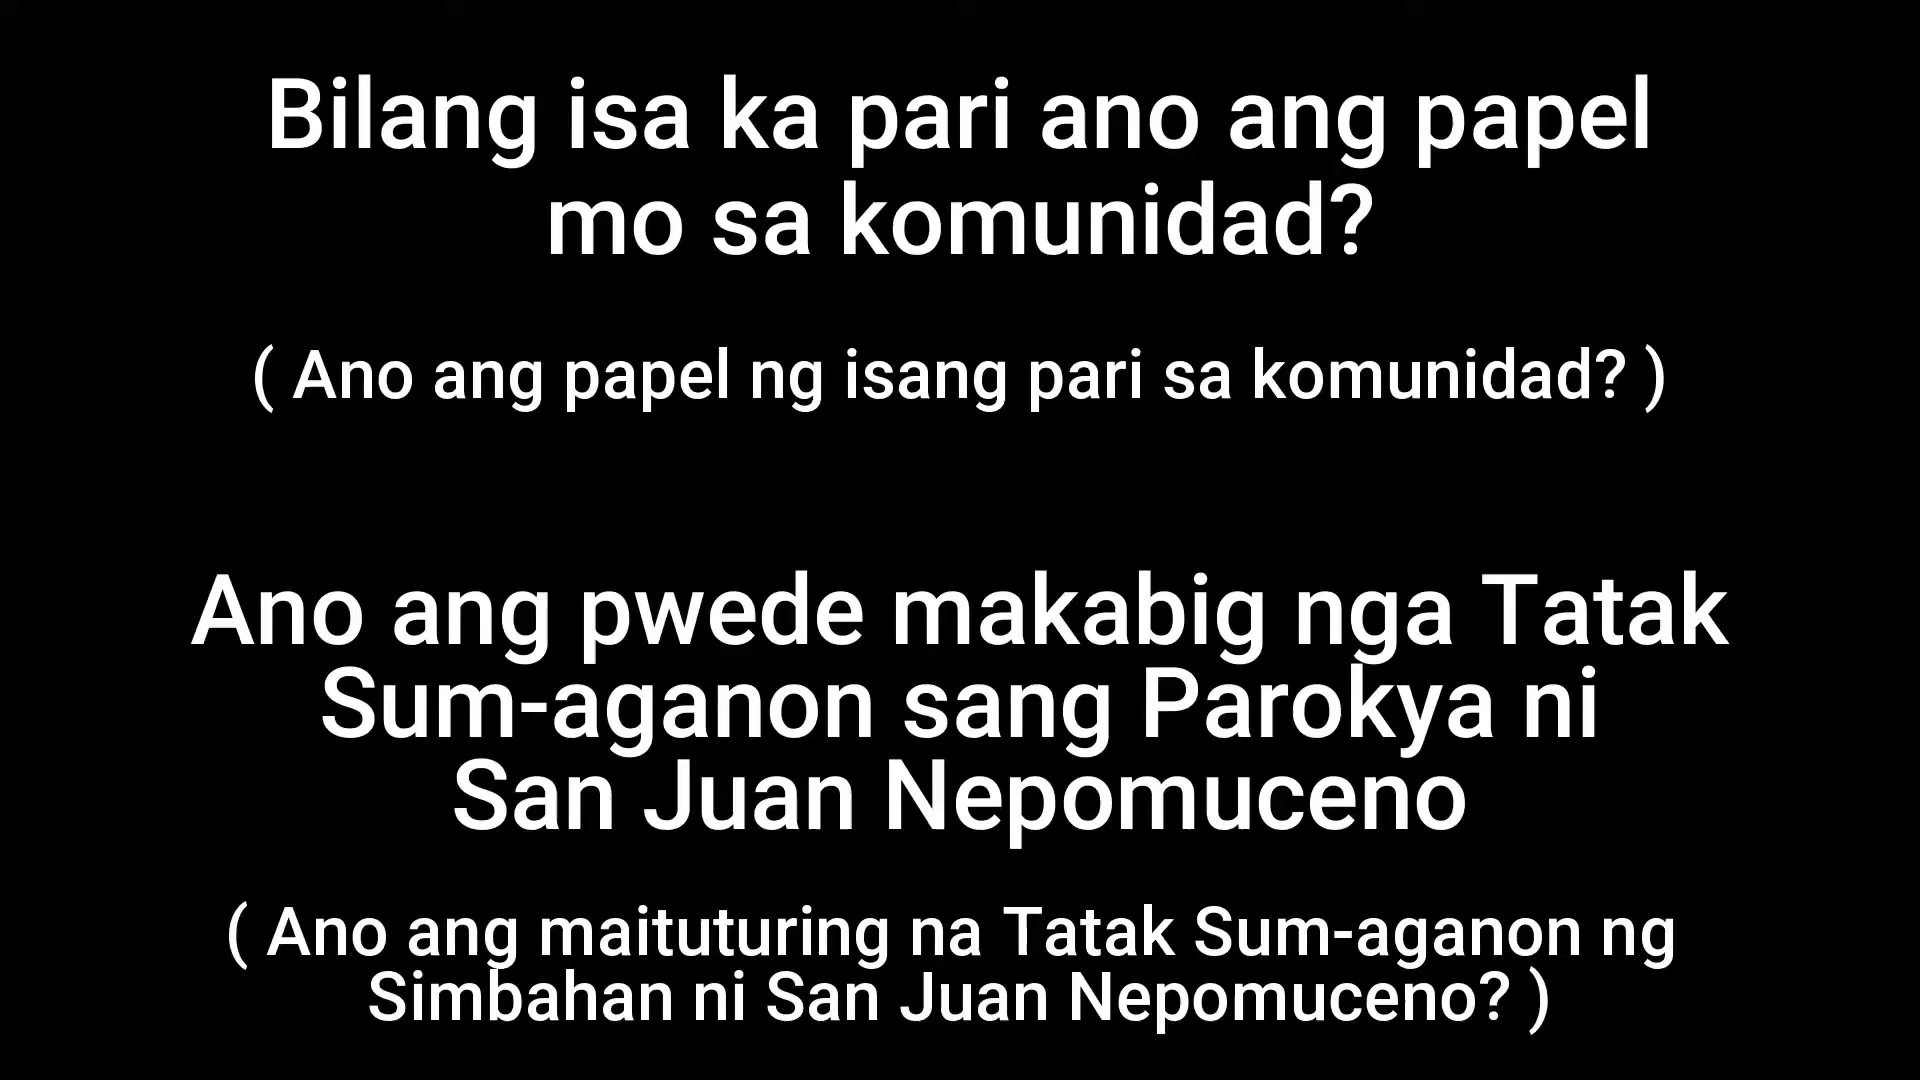 Bilang isa ka pari ano ang papel
mo sa komunidad?
( Ano ang papel ng isang pari sa komunidad? )
Ano ang pwede makabig nga Tatak
Sum-aganon sang Parokya ni
San Juan Nepomuceno
( Ano ang maituturing na Tatak Sum-aganon ng
Simbahan ni San Juan Nepomuceno? )